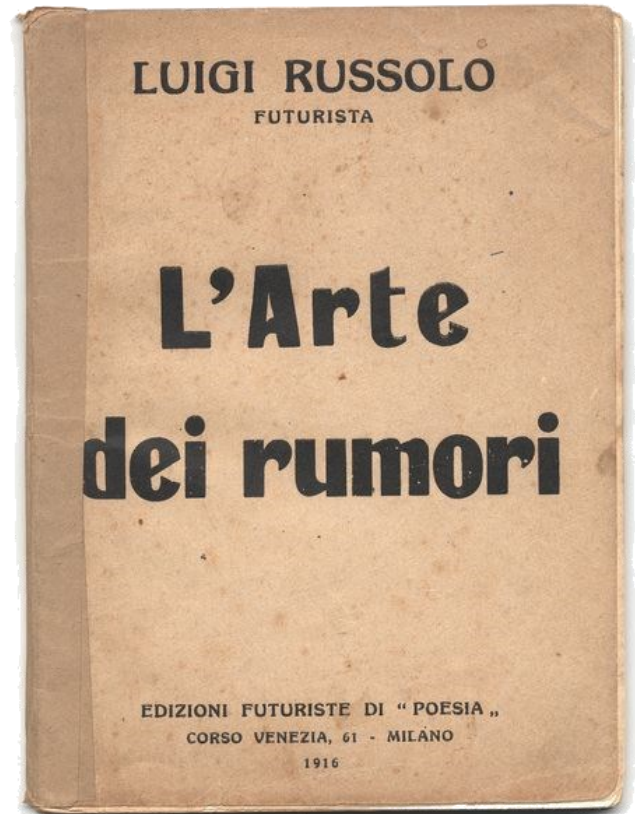 LUIGI RUSSOLO
FUTURISTA
L'Arte
dei rumori
EDIZIONI FUTURISTE DI “ POESIA „
CORSO VENEZIA, 61 - MILANO
1916